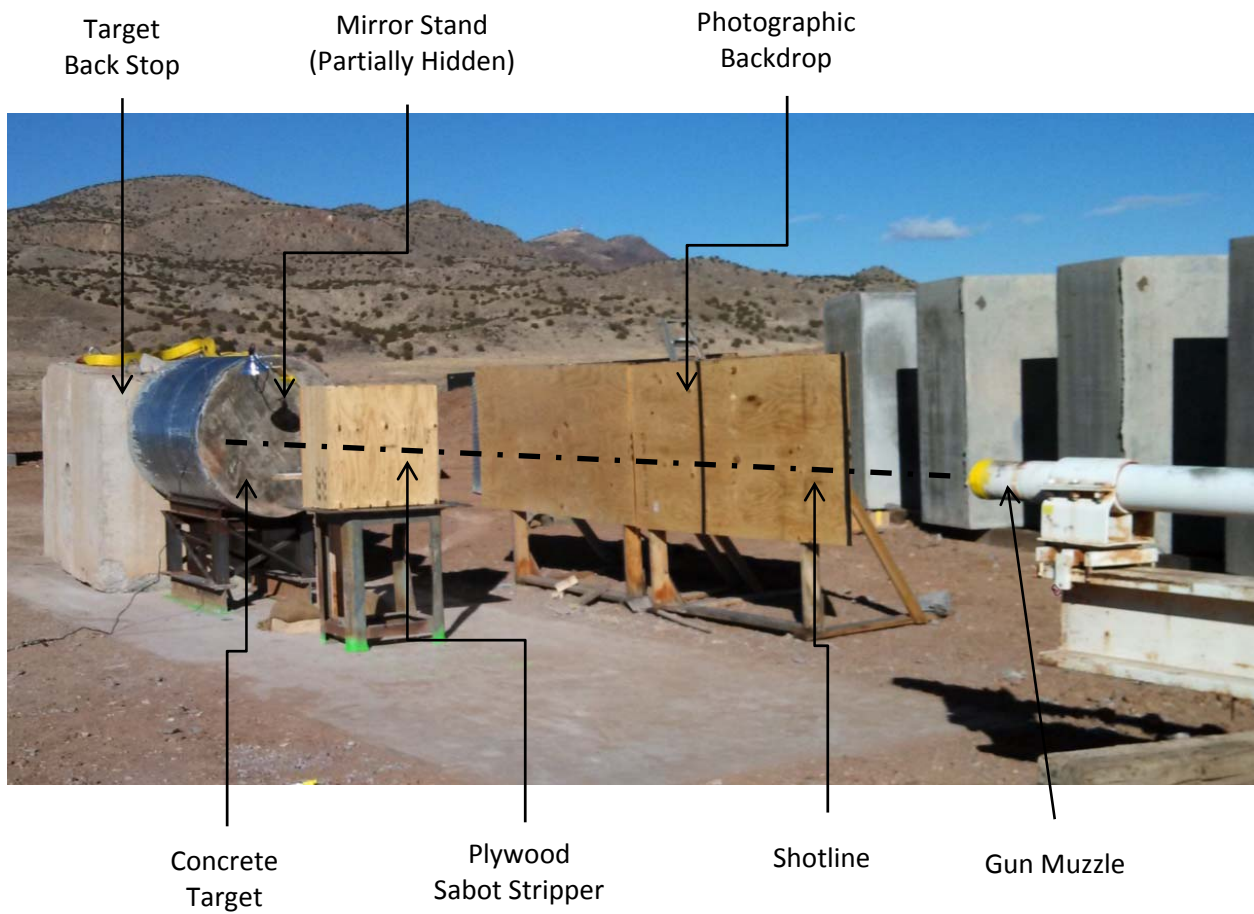 Target
Back Stop
Mirror Stand
(Partially Hidden)
Photographic
Backdrop
Concrete
Target
Plywood
Sabot Stripper
Shotline
Gun Muzzle